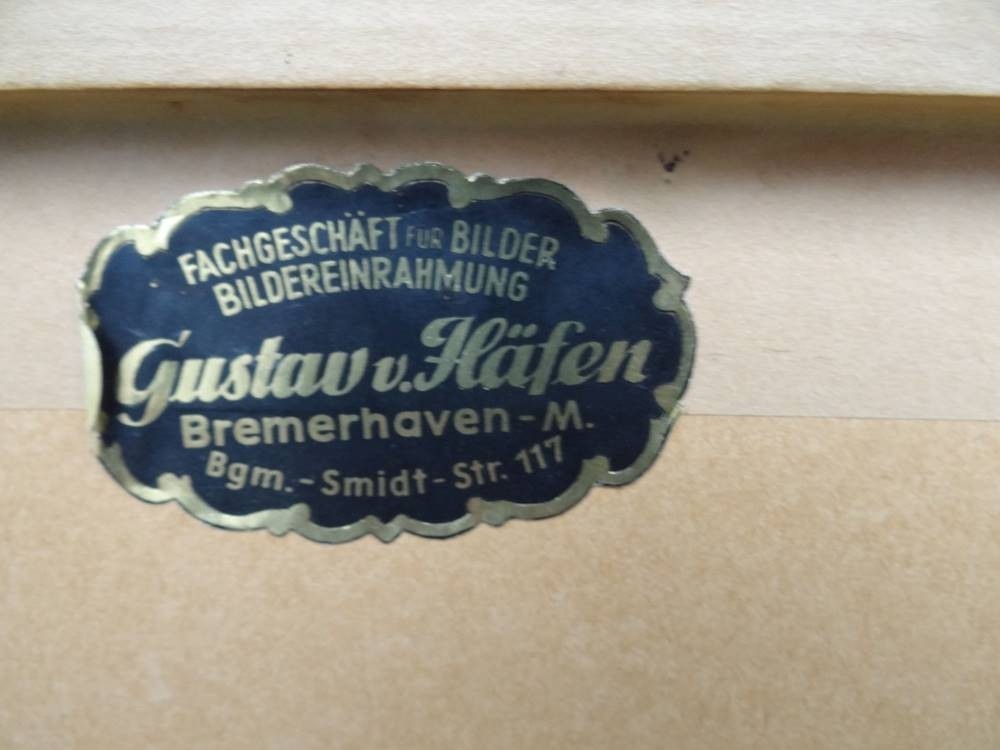 FACHGESCHÄFT FÜR BILDER
BILDEREINRAHMUNG
Gustav v. Häfen
Bremerhaven-M.
Bgm.-Smidt-Str. 117